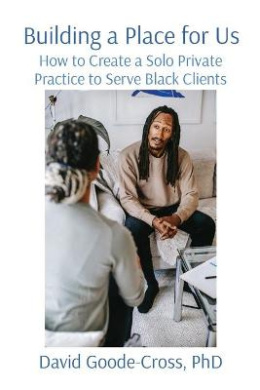 Building a Place for Us
How to Create a Solo Private
Practice to Serve Black Clients
David Goode-Cross, PhD